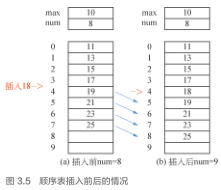 max 10
num 8
max 10
num 8
0 11 0 11
1 13 1 13
2 15 2 15
3 17 3 17
插入18--> 4 19 --> 4 18
5 21 5 19
6 23 6 21
7 25 7 23
8 8 25
9 9
(a) 插入前num=8 (b) 插入后num=9
图 3.5 顺序表插入前后的情况